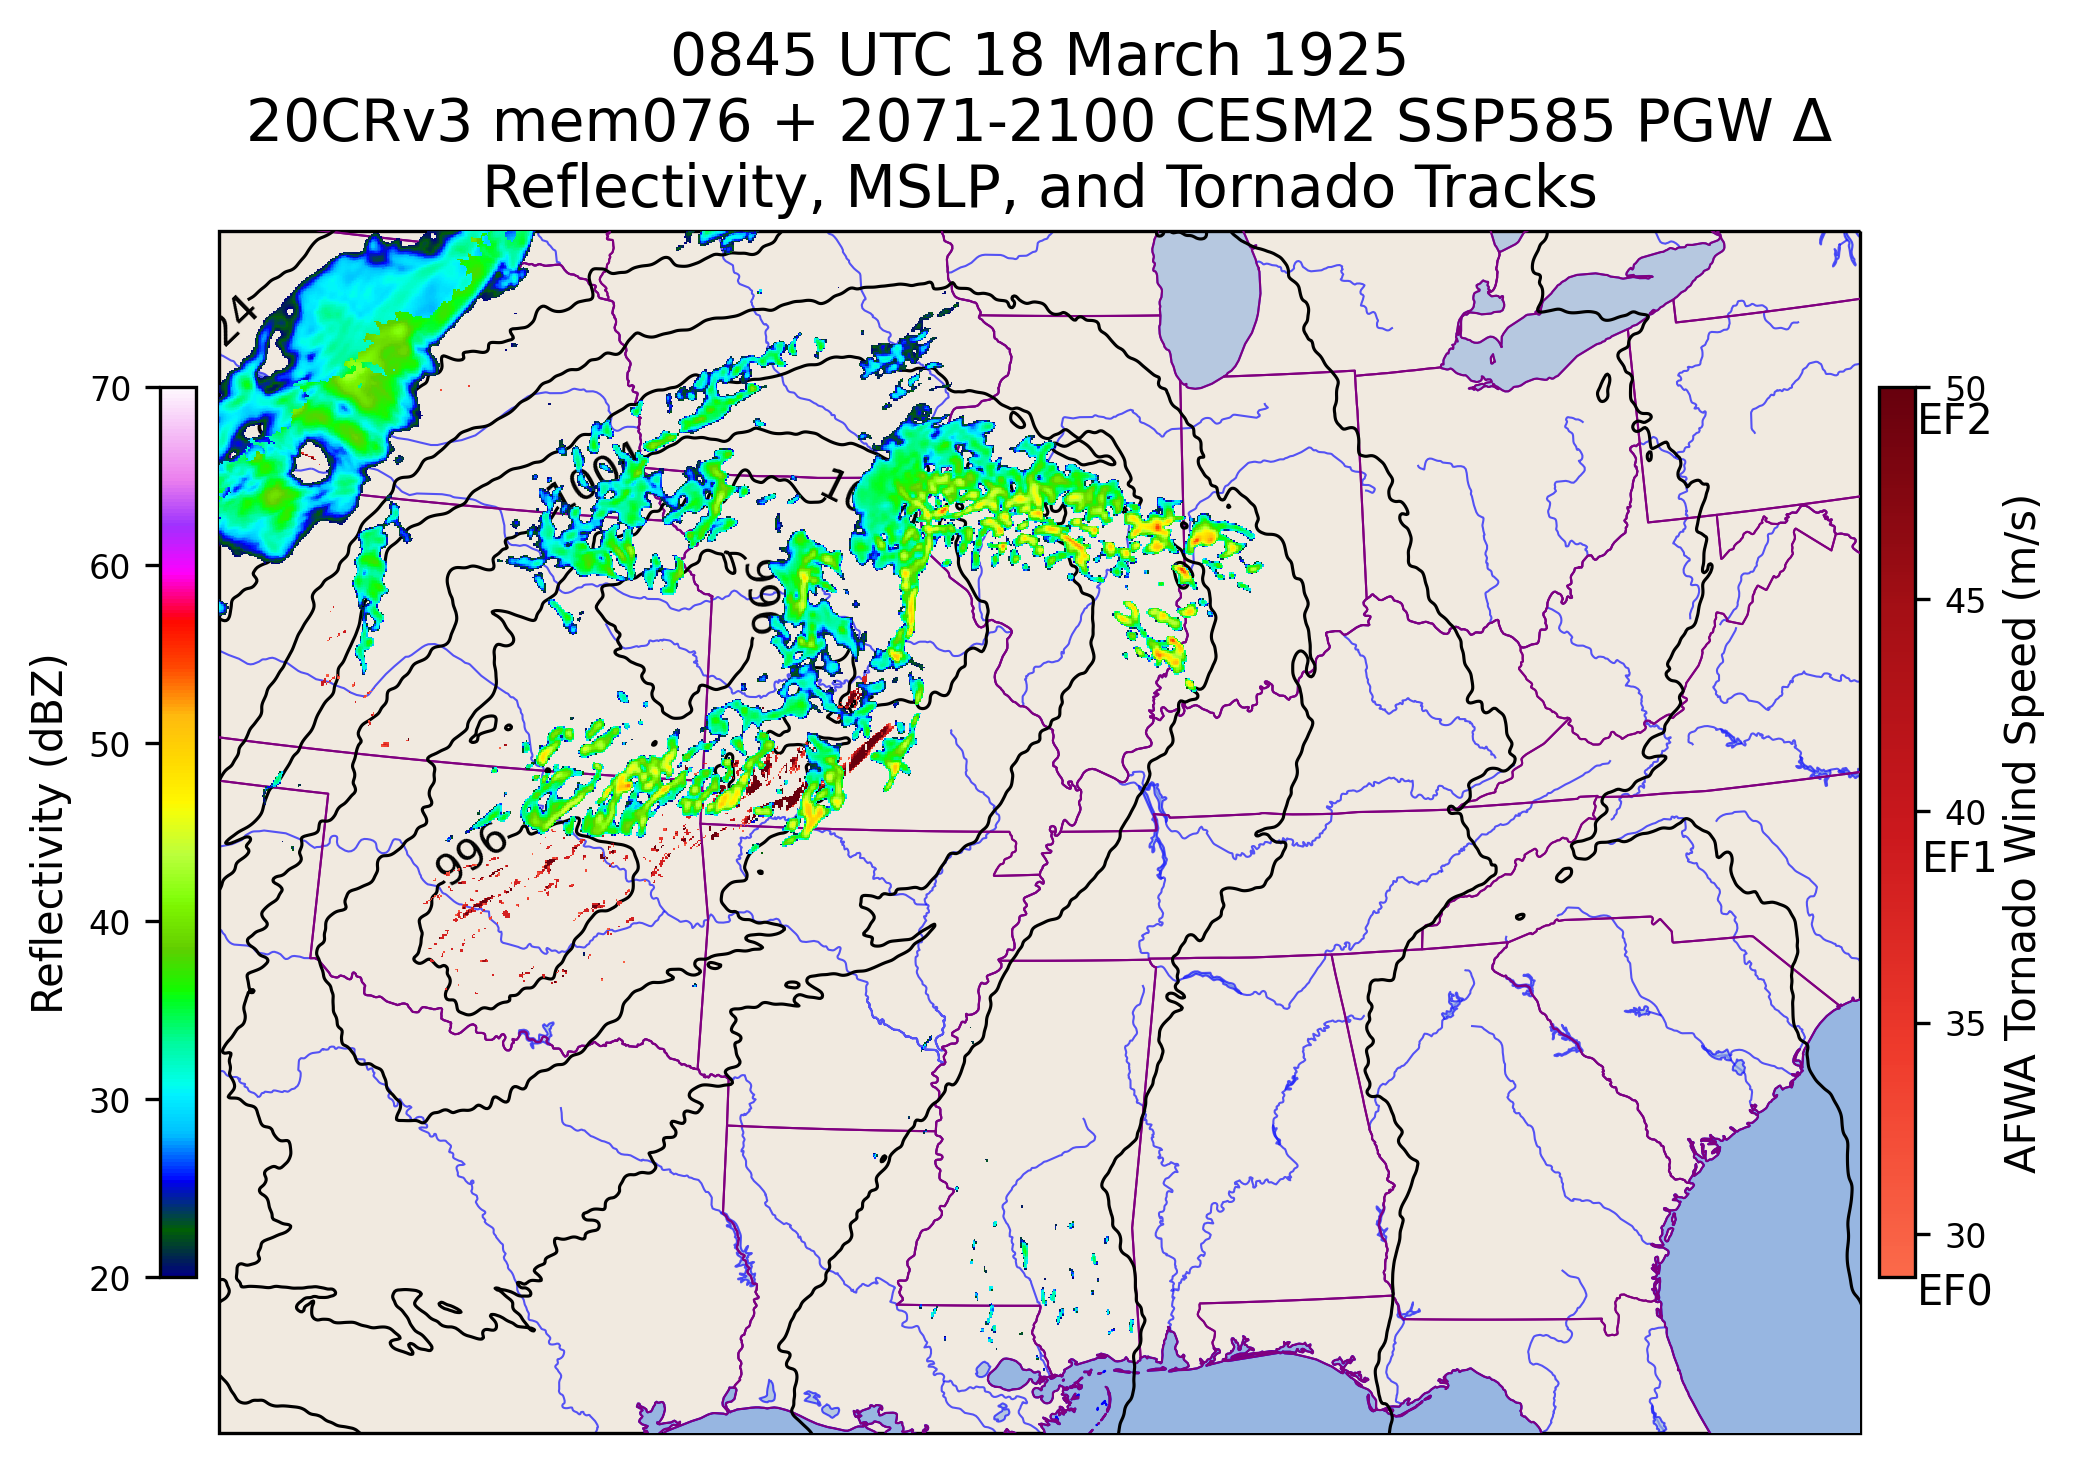 0845 UTC 18 March 1925
20CRv3 mem076 + 2071-2100 CESM2 SSP585 PGW Δ
Reflectivity, MSLP, and Tornado Tracks
Reflectivity (dBZ)
70
60
50
40
30
20
24
1004
996
996
50
EF2
45
40
EF1
35
30
EF0
AFWA Tornado Wind Speed (m/s)